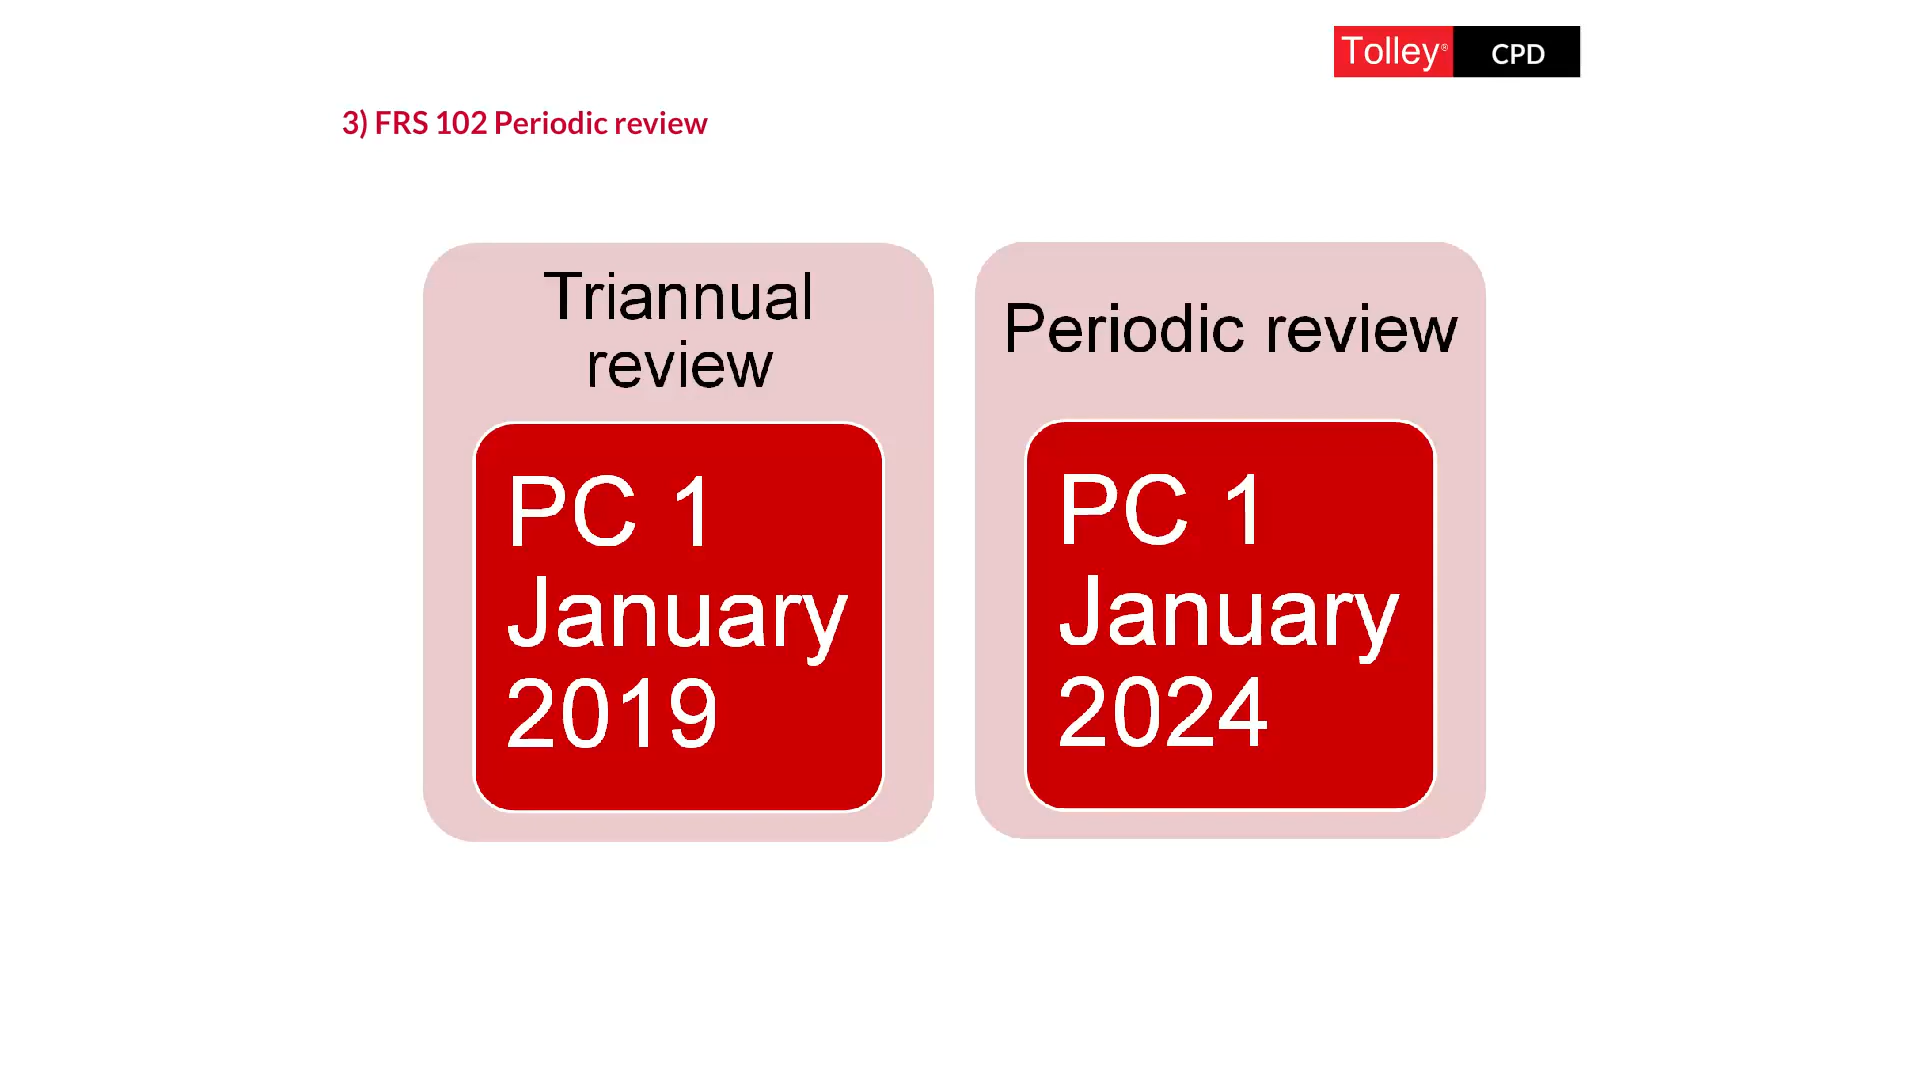 Tolley® CPD
3) FRS 102 Periodic review
Triannual
review
PC 1
January
2019
Periodic review
PC 1
January
2024